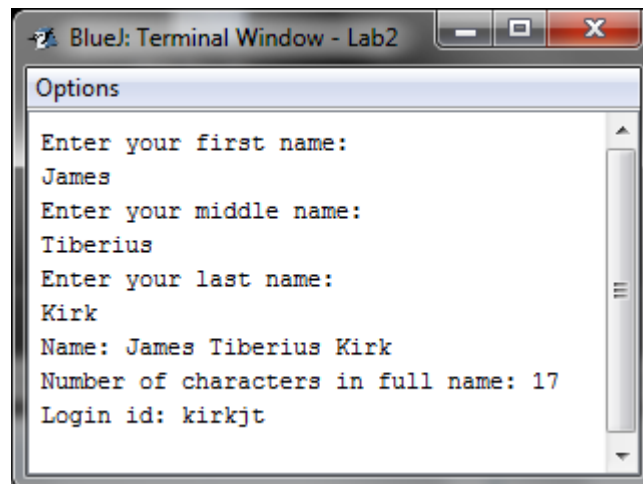 BlueJ: Terminal Window - Lab2
Options
Enter your first name:
James
Enter your middle name:
Tiberius
Enter your last name:
Kirk
Name: James Tiberius Kirk
Number of characters in full name: 17
Login id: kirkjt